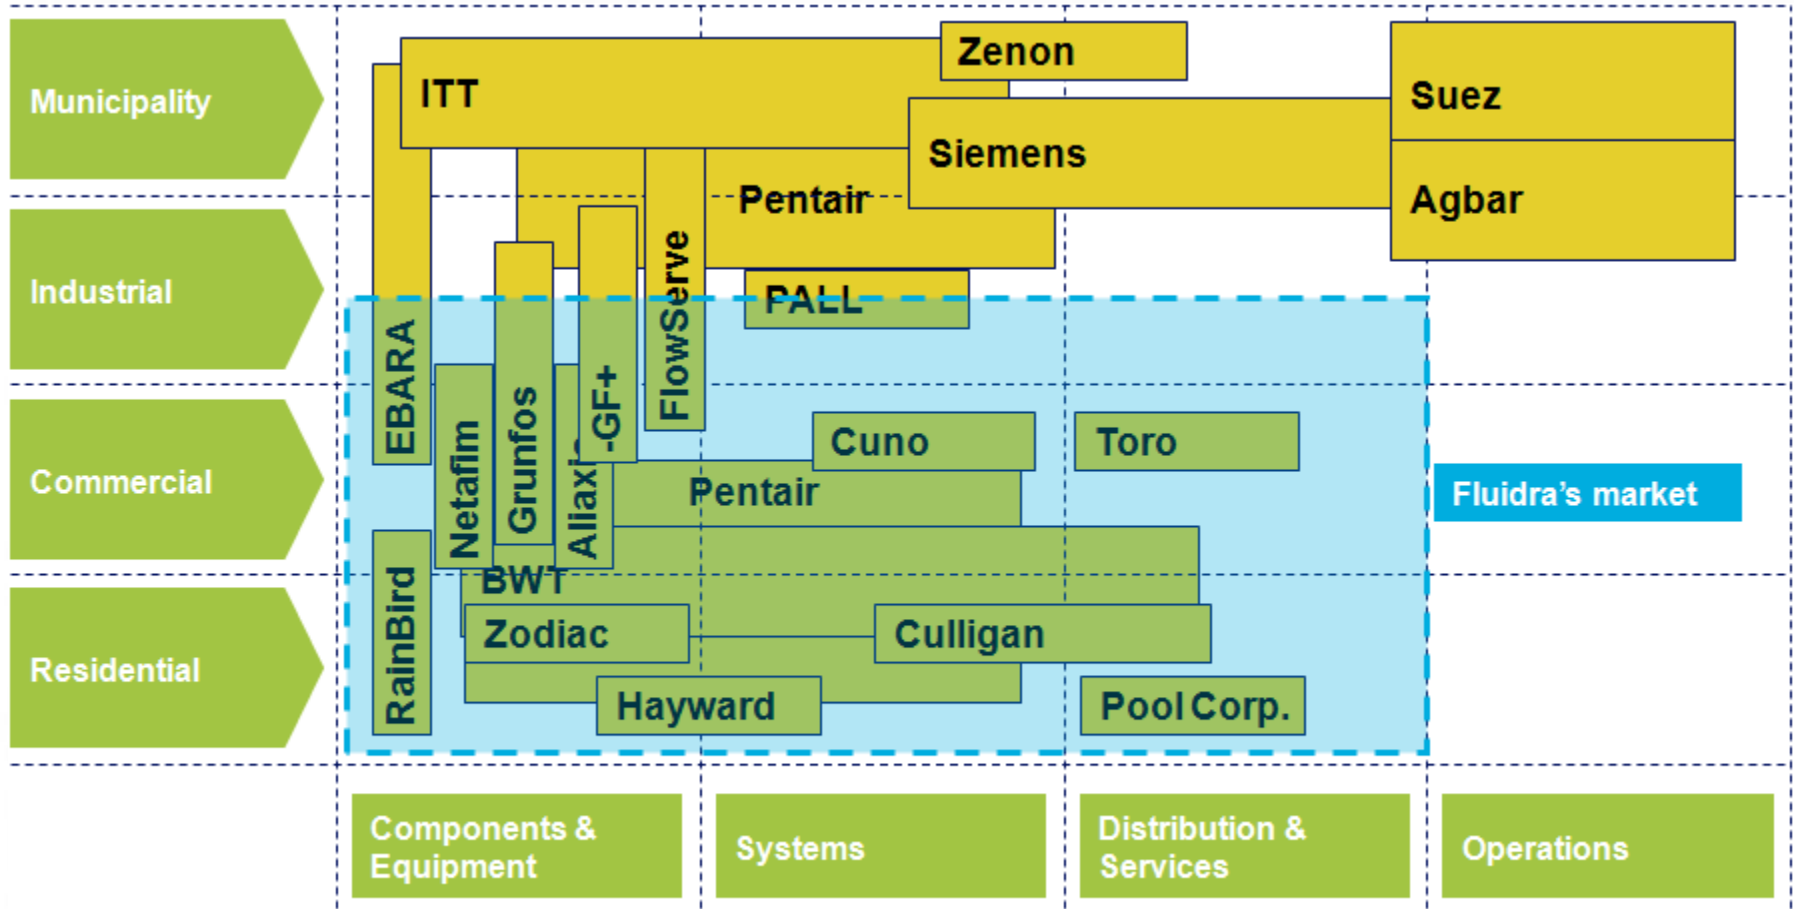 Municipality
Industrial
Commercial
Residential
ITT
Zenon
Siemens
Suez
Agbar
Pentair
PALL
EBARA
Netafim
Grunfos
Aliaxis
-GF+
FlowServe
Cuno
Toro
Pentair
BWT
RainBird
Zodiac
Culligan
Hayward
Pool Corp.
Fluidra's market
Components &
Equipment
Systems
Distribution &
Services
Operations